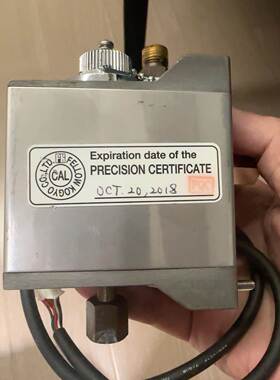 FELLOW KOGYO CO., LTD.
CAL
Expiration date of the
PRECISION CERTIFICATE
OCT. 20, 2018